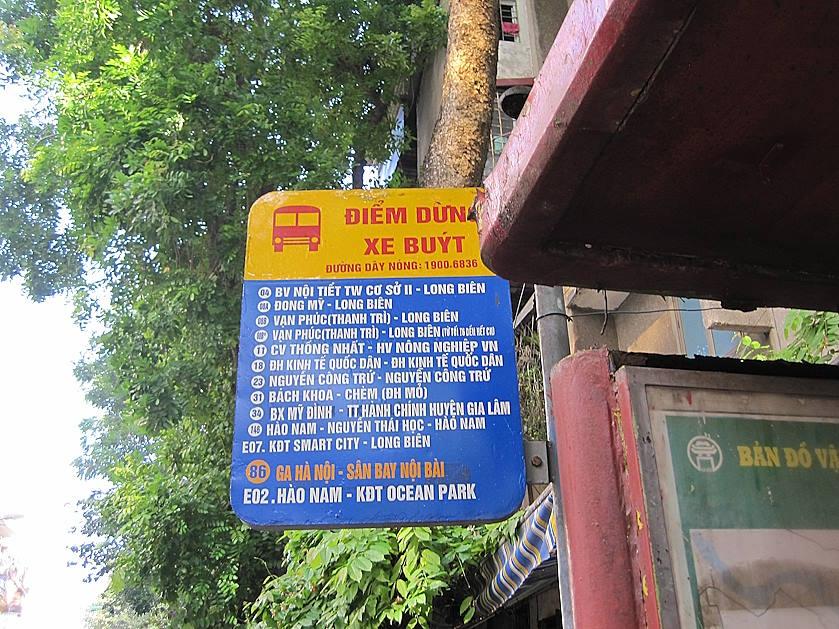 ĐIỂM DỪNG
XE BUÝT
ĐƯỜNG DÂY NÓNG: 1900.6836
04 BV NỘI TIẾT TW CƠ SỞ II - LONG BIÊN
ĐÔNG MỸ - LONG BIÊN
VẠN PHÚC(THANH TRÌ) - LONG BIÊN
VẠN PHÚC(THANH TRÌ) - LONG BIÊN
11 CV THỐNG NHẤT - HV NÔNG NGHIỆP VN
18 ĐH KINH TẾ QUỐC DÂN - ĐH KINH TẾ QUỐC DÂN
23 NGUYỄN CÔNG TRỨ - NGUYỄN CÔNG TRỨ
31 BÁCH KHOA - CHÈM (ĐH MỎ)
34 BX MỸ ĐÌNH - TT HÀNH CHÍNH HUYỆN GIA LÂM
HÀO NAM - NGUYỄN THÁI HỌC - HÀO NAM
E07. KĐT SMART CITY - LONG BIÊN
86 GA HÀ NỘI - SÂN BAY NỘI BÀI
E02.HÀO NAM - KĐT OCEAN PARK
BẢN ĐỒ